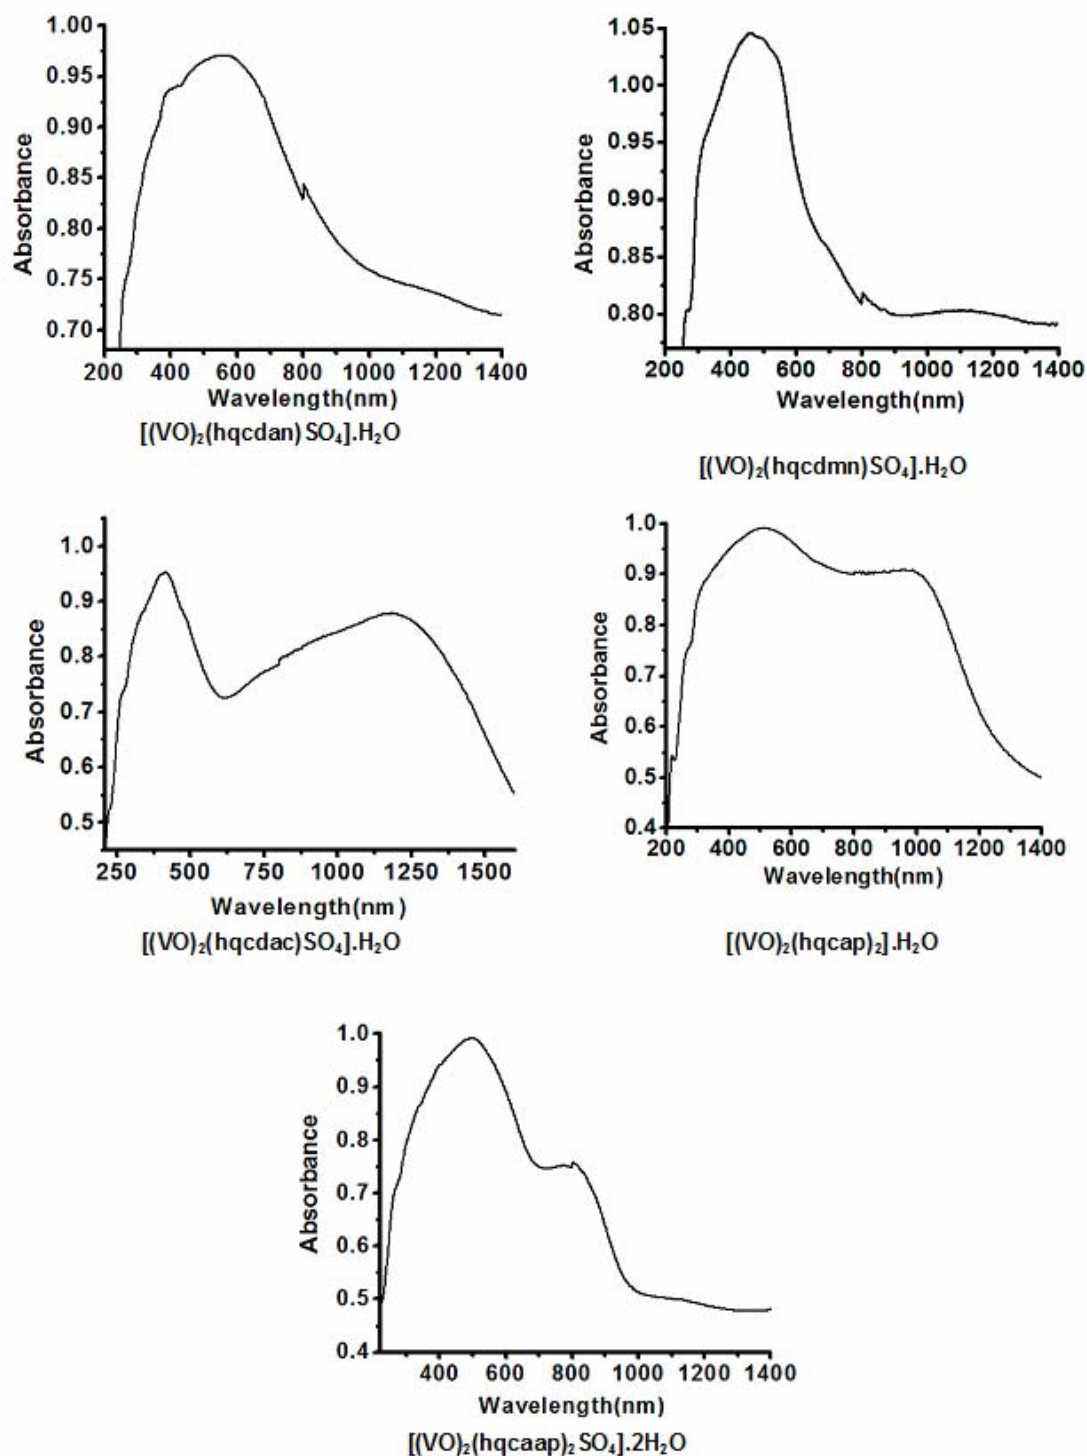 1.00
0.95
0.90
0.85
0.80
0.75
0.70
Absorbance
200 400 600 800 1000 1200 1400
Wavelength(nm)
[(VO)₂(hqcdan)SO₄].H₂O
1.05
1.00
0.95
0.90
0.85
0.80
Absorbance
200 400 600 800 1000 1200 1400
Wavelength(nm)
[(VO)₂(hqcdmn)SO₄].H₂O
1.0
0.9
0.8
0.7
0.6
0.5
Absorbance
250 500 750 1000 1250 1500
Wavelength(nm)
[(VO)₂(hqcdac)SO₄].H₂O
1.0
0.9
0.8
0.7
0.6
0.5
0.4
Absorbance
200 400 600 800 1000 1200 1400
Wavelength(nm)
[(VO)₂(hqcap)₂].H₂O
1.0
0.9
0.8
0.7
0.6
0.5
0.4
Absorbance
400 600 800 1000 1200 1400
Wavelength(nm)
[(VO)₂(hqcaap)₂SO₄].2H₂O